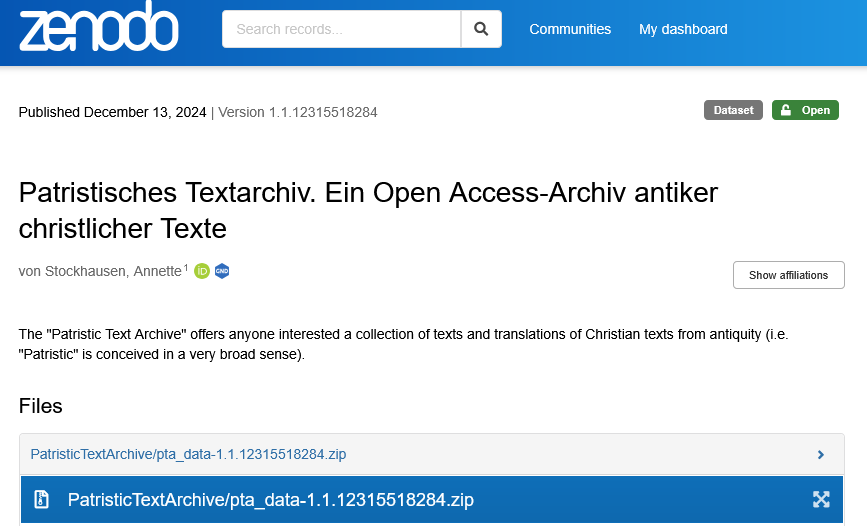 zenodo
Search records...
Communities
My dashboard
Published December 13, 2024 | Version 1.1.12315518284
Dataset
Open
Patristisches Textarchiv. Ein Open Access-Archiv antiker
christlicher Texte
von Stockhausen, Annette¹ iD GND
Show affiliations
The "Patristic Text Archive" offers anyone interested a collection of texts and translations of Christian texts from antiquity (i.e.
"Patristic" is conceived in a very broad sense).
Files
PatristicTextArchive/pta_data-1.1.12315518284.zip
PatristicTextArchive/pta_data-1.1.12315518284.zip